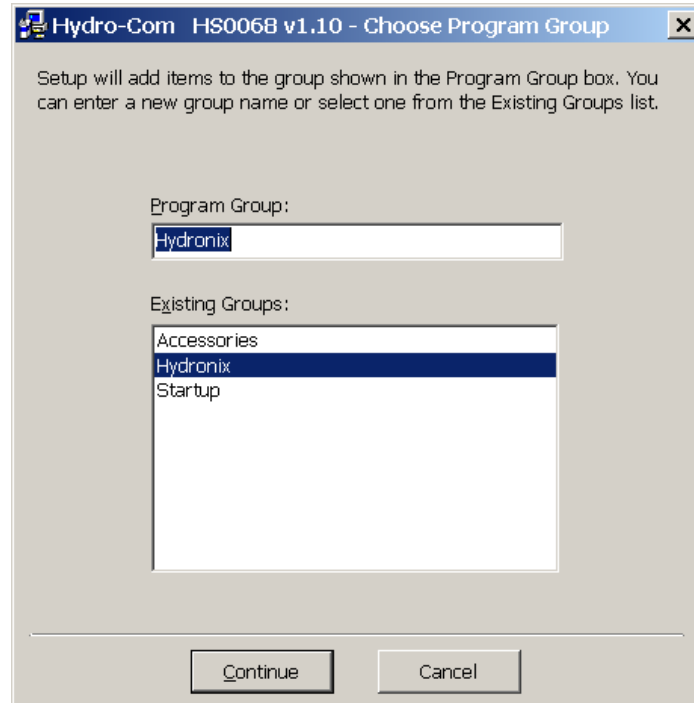 Hydro-Com HS0068 v1.10 - Choose Program Group
Setup will add items to the group shown in the Program Group box. You
can enter a new group name or select one from the Existing Groups list.
Program Group:
Hydronix
Existing Groups:
Accessories
Hydronix
Startup
Continue
Cancel